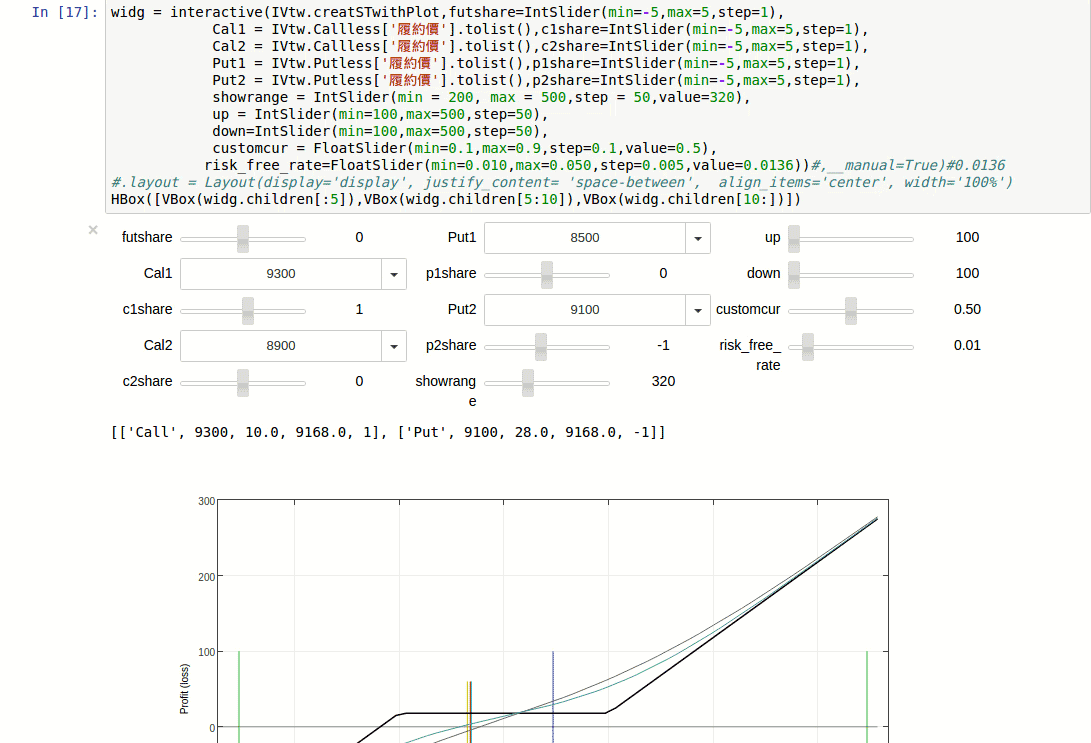 In [17]: widg = interactive(IVtw.creatSTwithPlot,futshare=IntSlider(min=-5,max=5,step=1),
Cal1 = IVtw.Callless['履約價'].tolist(),c1share=IntSlider(min=-5,max=5,step=1),
Cal2 = IVtw.Callless['履約價'].tolist(),c2share=IntSlider(min=-5,max=5,step=1),
Put1 = IVtw.Putless['履約價'].tolist(),p1share=IntSlider(min=-5,max=5,step=1),
Put2 = IVtw.Putless['履約價'].tolist(),p2share=IntSlider(min=-5,max=5,step=1),
showrange = IntSlider(min = 200, max = 500,step = 50,value=320),
up = IntSlider(min=100,max=500,step=50),
down=IntSlider(min=100,max=500,step=50),
customcur = FloatSlider(min=0.1,max=0.9,step=0.1,value=0.5),
risk_free_rate=FloatSlider(min=0.010,max=0.050,step=0.005,value=0.0136))#,__manual=True)#0.0136
#.layout = Layout(display='display', justify_content= 'space-between',  align_items='center', width='100%')
HBox([VBox(widg.children[:5]),VBox(widg.children[5:10]),VBox(widg.children[10:])])
×
futshare 0 Put1 8500 up 100
Cal1 9300 p1share 0 down 100
c1share 1 Put2 9100 customcur 0.50
Cal2 8900 p2share -1 risk_free_ 0.01
rate
c2share 0 showrang 320
e
[['Call', 9300, 10.0, 9168.0, 1], ['Put', 9100, 28.0, 9168.0, -1]]
300
200
100
Profit (loss)
0